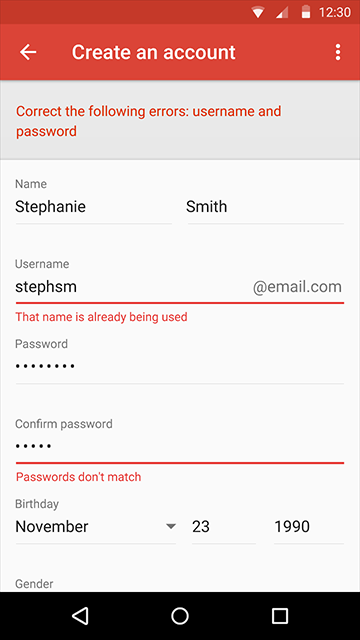 12:30
Create an account
Correct the following errors: username and
password
Name
Stephanie Smith
Username
stephsm @email.com
That name is already being used
Password
••••••••
Confirm password
•••••
Passwords don't match
Birthday
November 23 1990
Gender